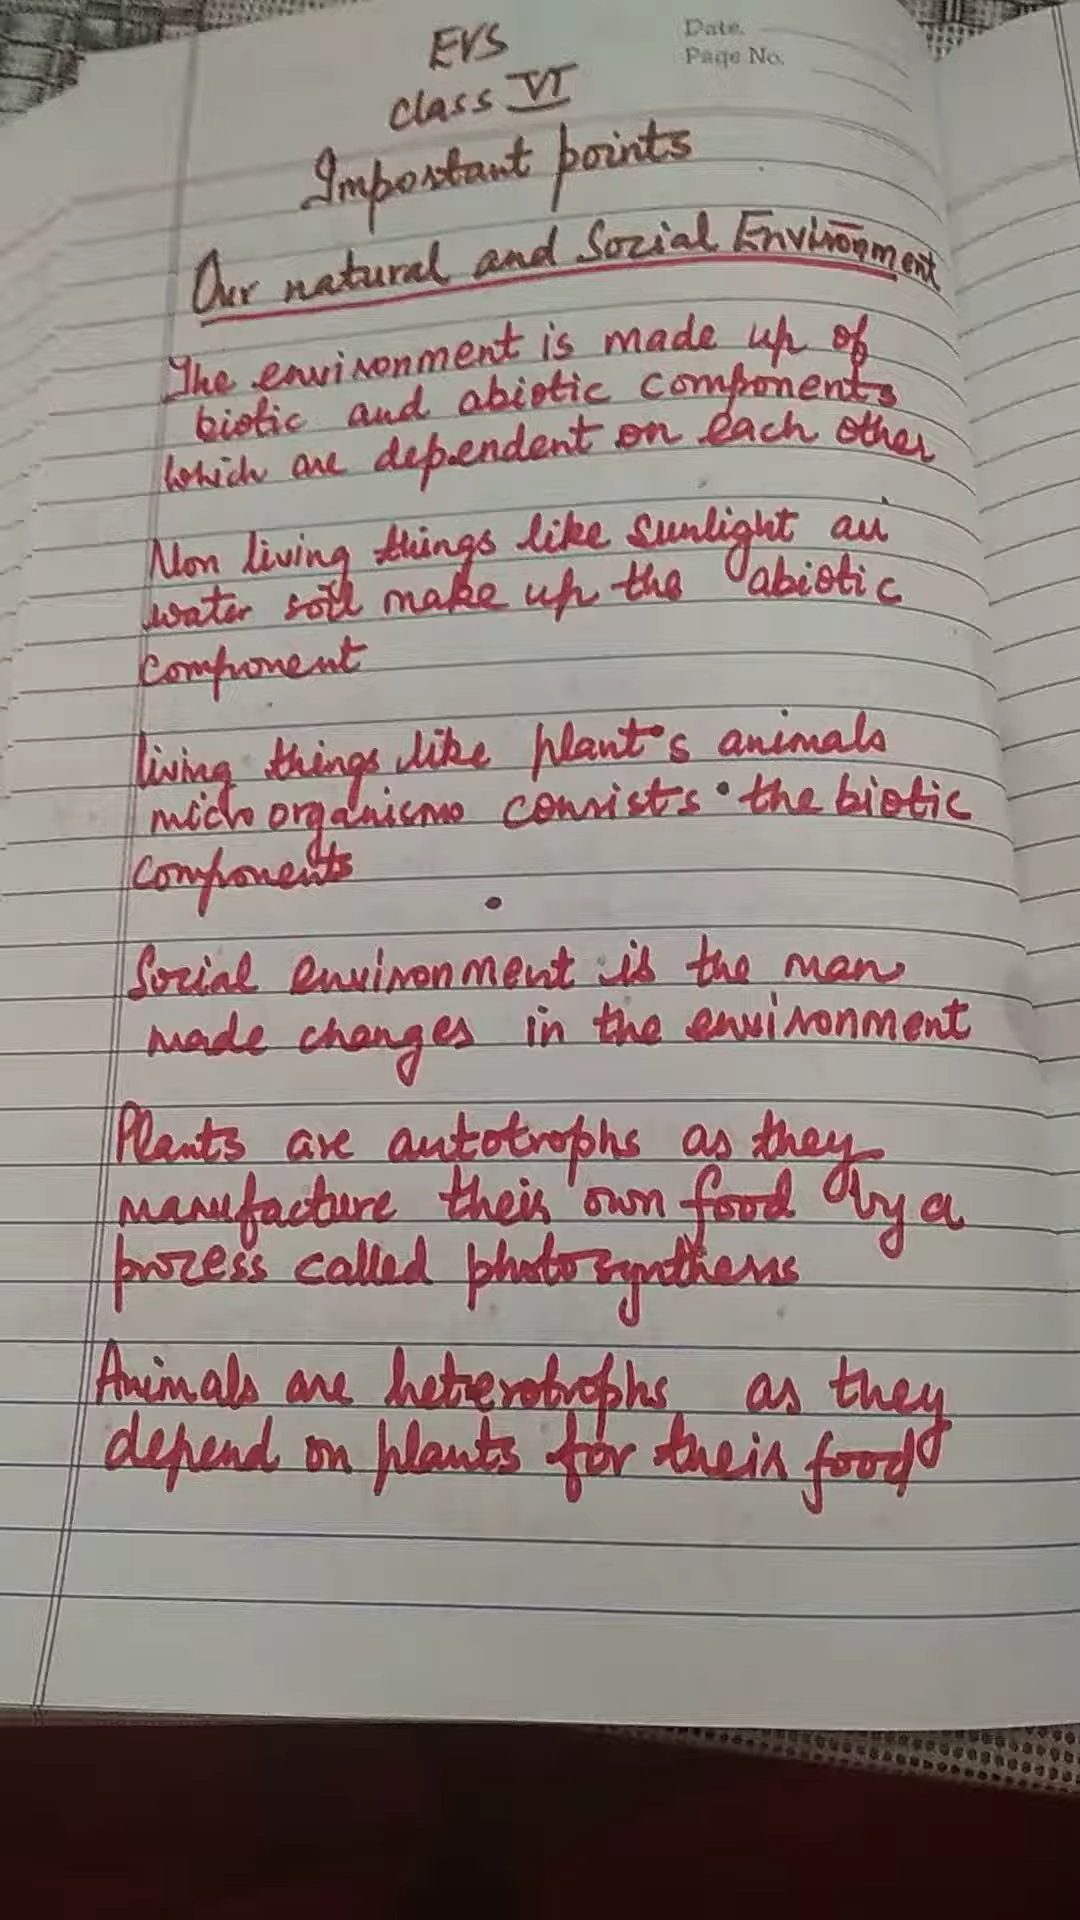 Date.
Page No.
EVS
Class VI
Important points
Our natural and Social Environment
The environment is made up of
biotic and abiotic components
which are dependent on each other
Non living things like sunlight air
water soil make up the abiotic
component
living things like plants animals
micro organisms consists the biotic
components
Social environment is the man
made changes in the environment
Plants are autotrophs as they
manufacture their own food by a
process called photosynthesis
Animals are heterotrophs as they
depend on plants for their food